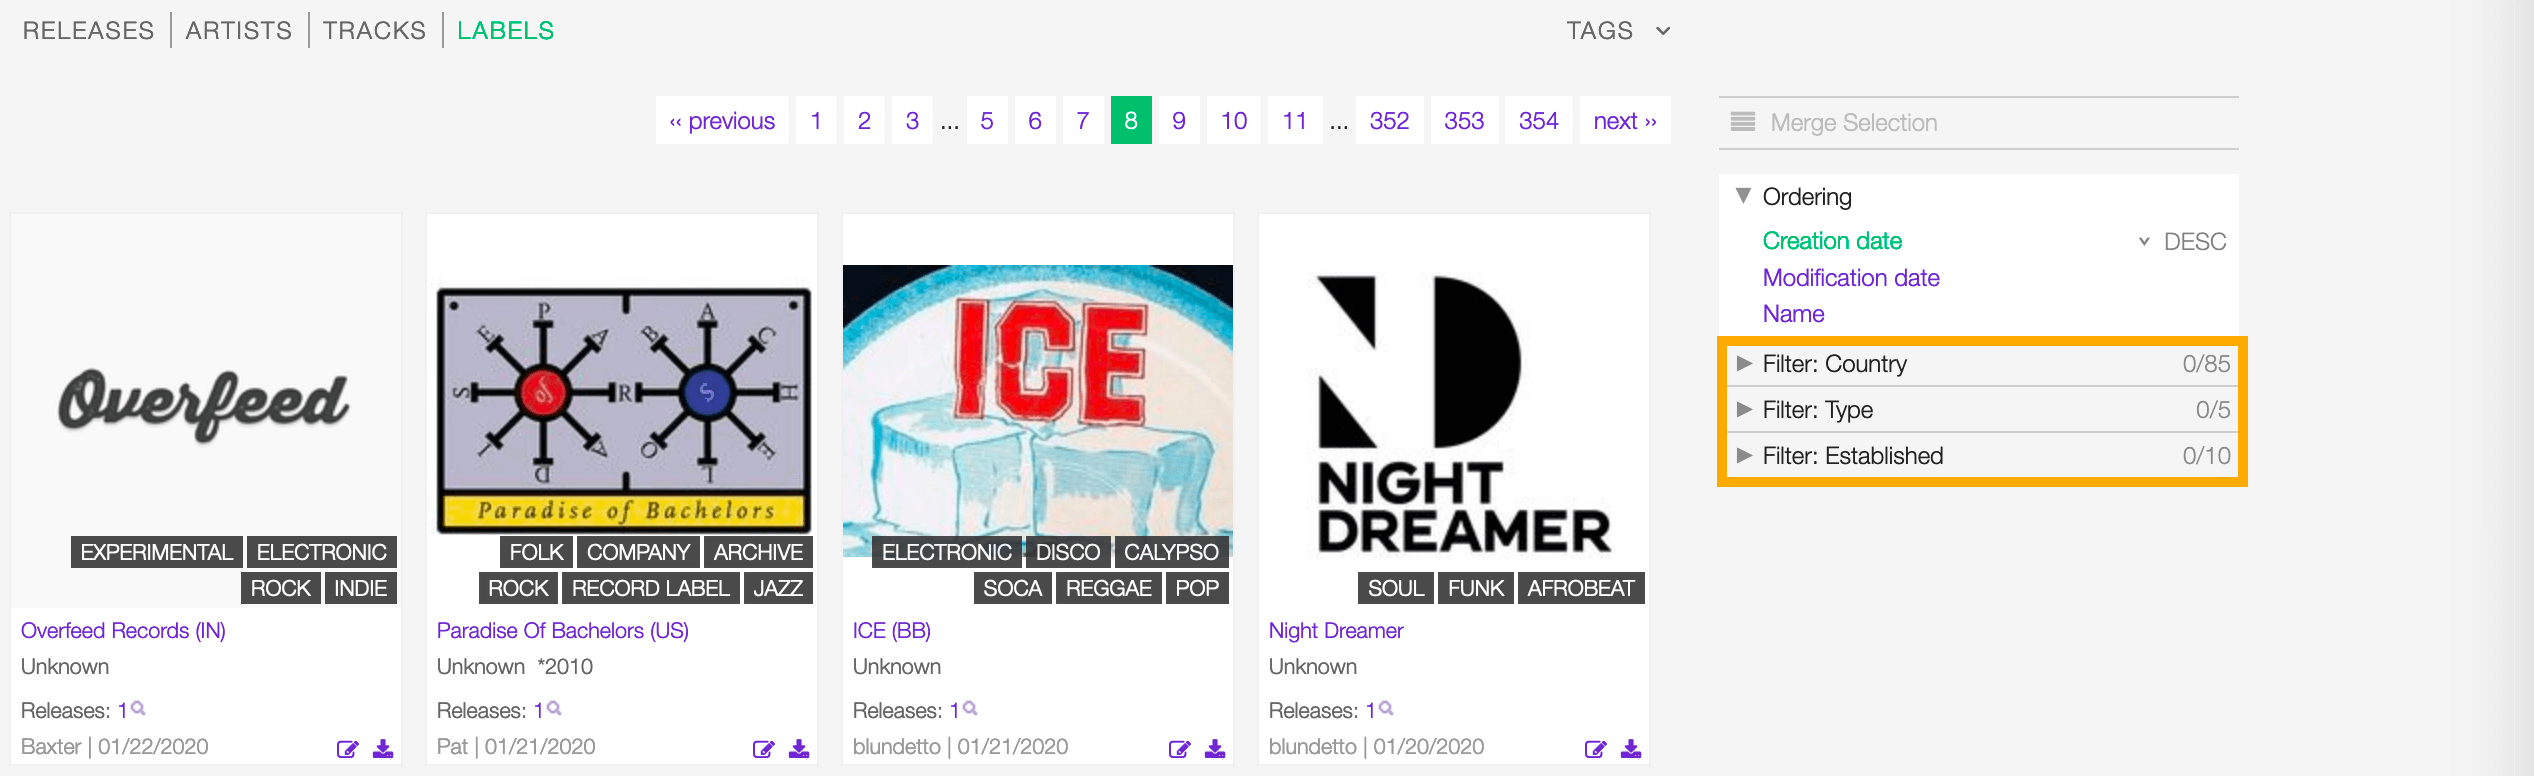 RELEASES | ARTISTS | TRACKS | LABELS
TAGS
‹‹ previous 1 2 3 ... 5 6 7 8 9 10 11 ... 352 353 354 next ››
Merge Selection
Ordering
Creation date DESC
Modification date
Name
Filter: Country 0/85
Filter: Type 0/5
Filter: Established 0/10
Overfeed
EXPERIMENTAL ELECTRONIC
ROCK INDIE
Overfeed Records (IN)
Unknown
Releases: 1
Baxter | 01/22/2020
PARADISE OF BACHELORS
Paradise of Bachelors
FOLK COMPANY ARCHIVE
ROCK RECORD LABEL JAZZ
Paradise Of Bachelors (US)
Unknown *2010
Releases: 1
Pat | 01/21/2020
ICE
ELECTRONIC DISCO CALYPSO
SOCA REGGAE POP
ICE (BB)
Unknown
Releases: 1
blundetto | 01/21/2020
ND
NIGHT
DREAMER
SOUL FUNK AFROBEAT
Night Dreamer
Unknown
Releases: 1
blundetto | 01/20/2020